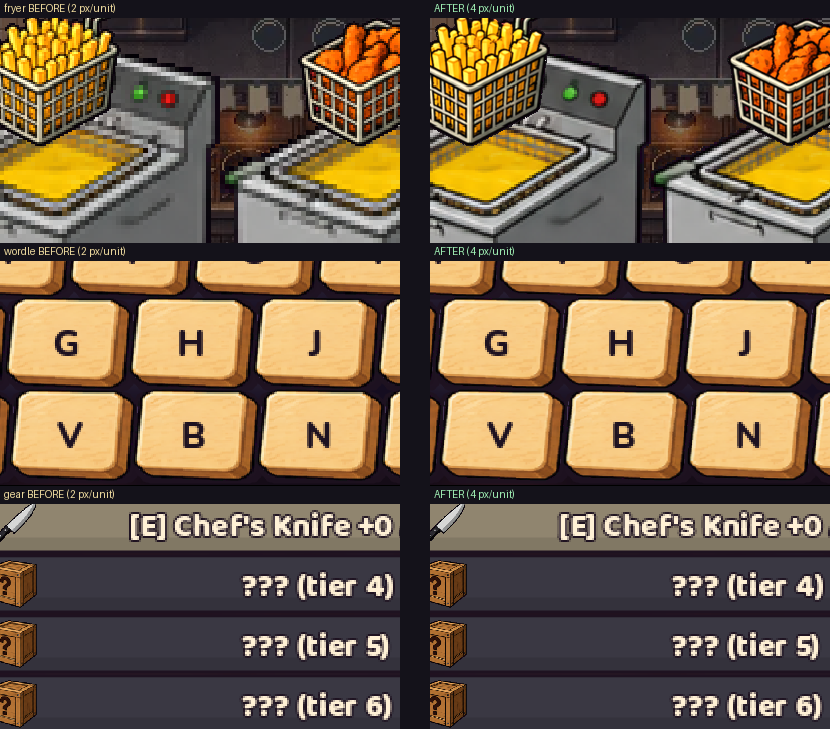 fryer BEFORE (2 px/unit)
AFTER (4 px/unit)
wordle BEFORE (2 px/unit)
AFTER (4 px/unit)
G H J
G H J
V B N
V B N
gear BEFORE (2 px/unit)
AFTER (4 px/unit)
[E] Chef's Knife +0
[E] Chef's Knife +0
? ??? (tier 4)
? ??? (tier 4)
? ??? (tier 5)
? ??? (tier 5)
? ??? (tier 6)
? ??? (tier 6)